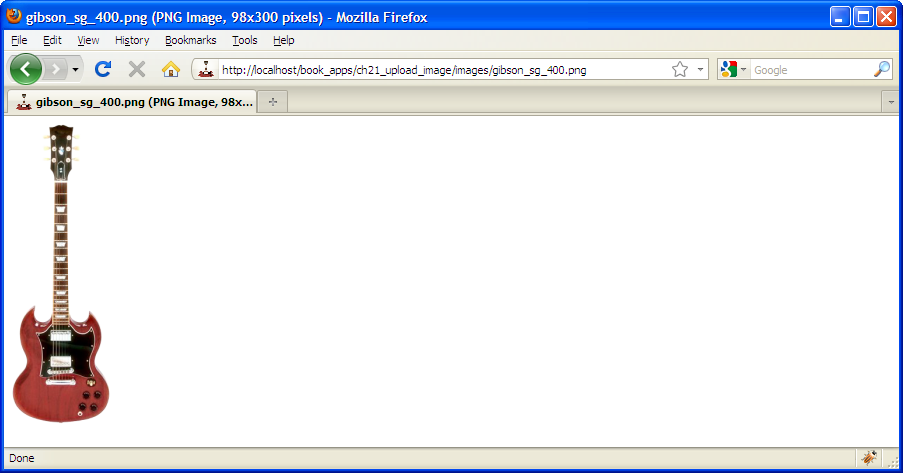 gibson_sg_400.png (PNG Image, 98x300 pixels) - Mozilla Firefox
File Edit View History Bookmarks Tools Help
http://localhost/book_apps/ch21_upload_image/images/gibson_sg_400.png Google
gibson_sg_400.png (PNG Image, 98x...
Done